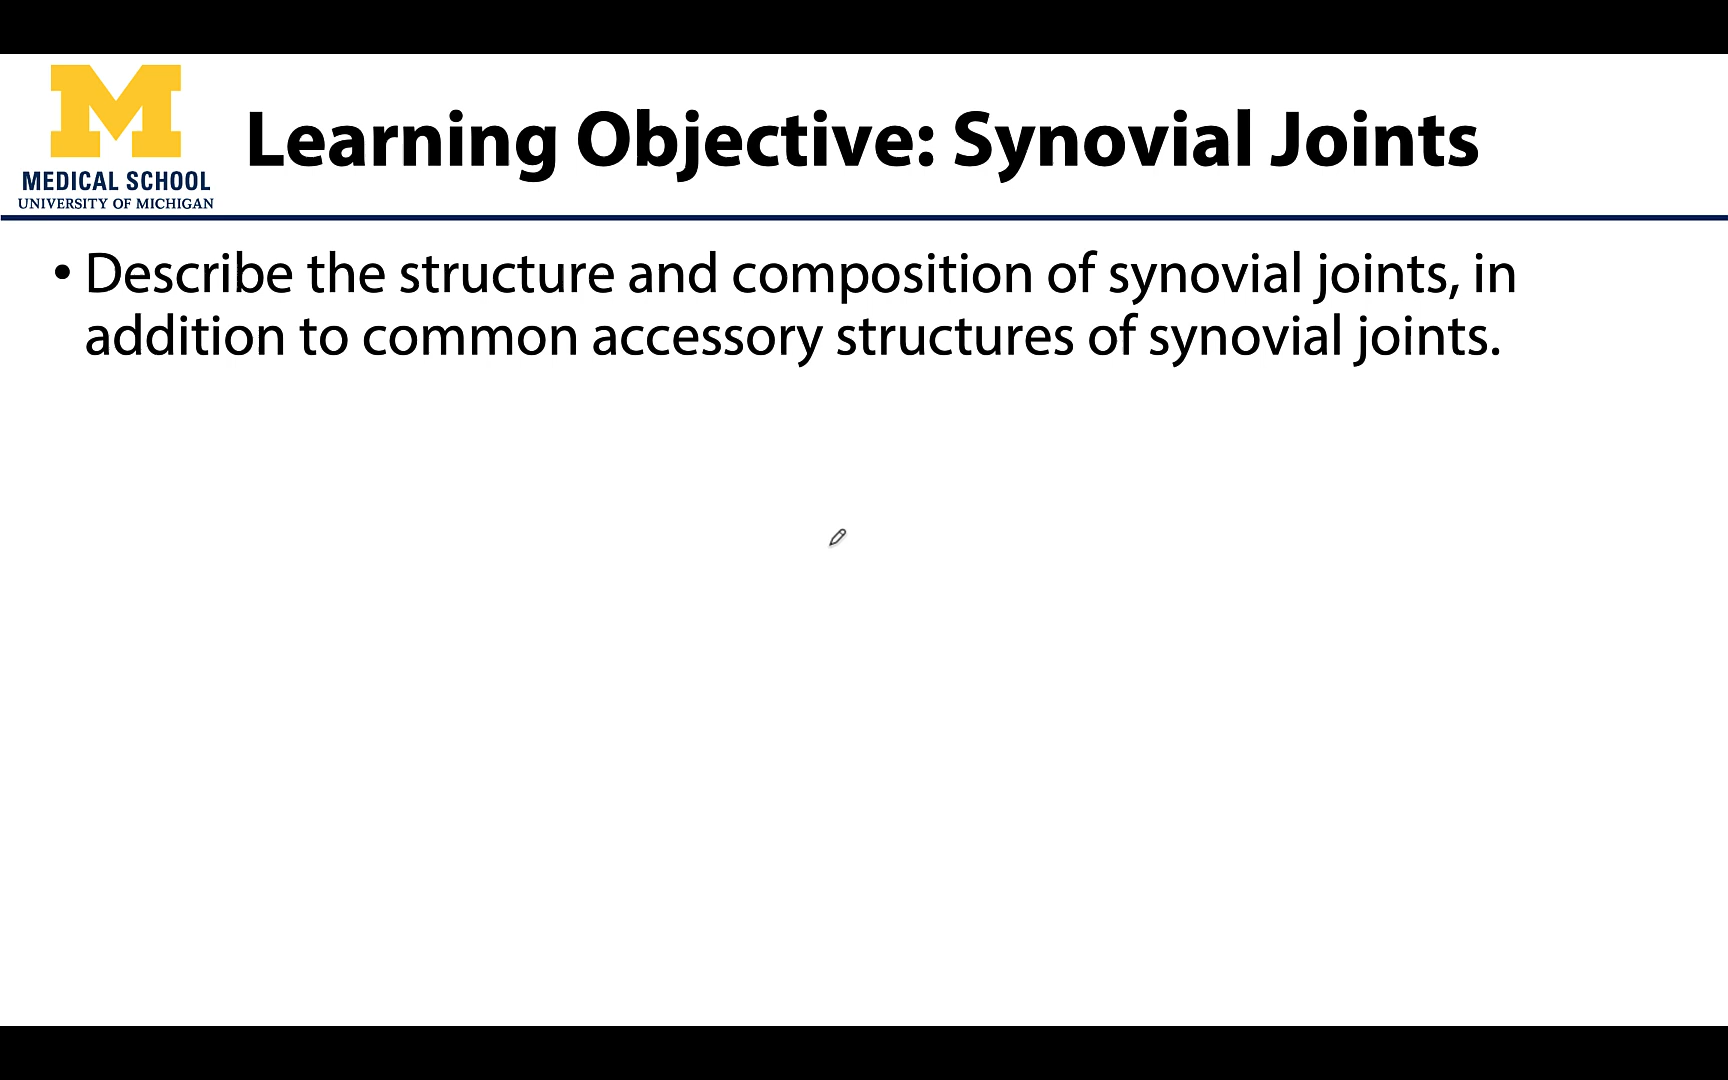 M
MEDICAL SCHOOL
UNIVERSITY OF MICHIGAN
Learning Objective: Synovial Joints
• Describe the structure and composition of synovial joints, in
addition to common accessory structures of synovial joints.